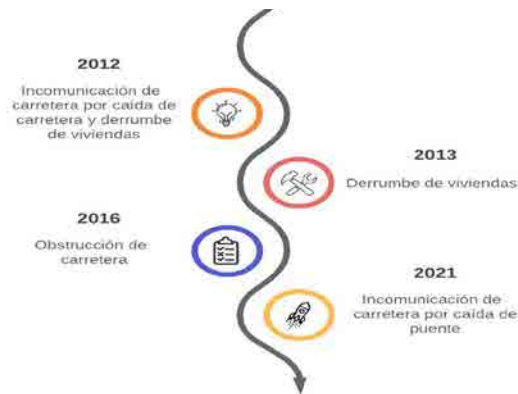 2012
Incomunicación de
carretera por caída de
carretera y derrumbe
de viviendas
2013
Derrumbe de viviendas
2016
Obstrucción de
carretera
2021
Incomunicación de
carretera por caída de
puente